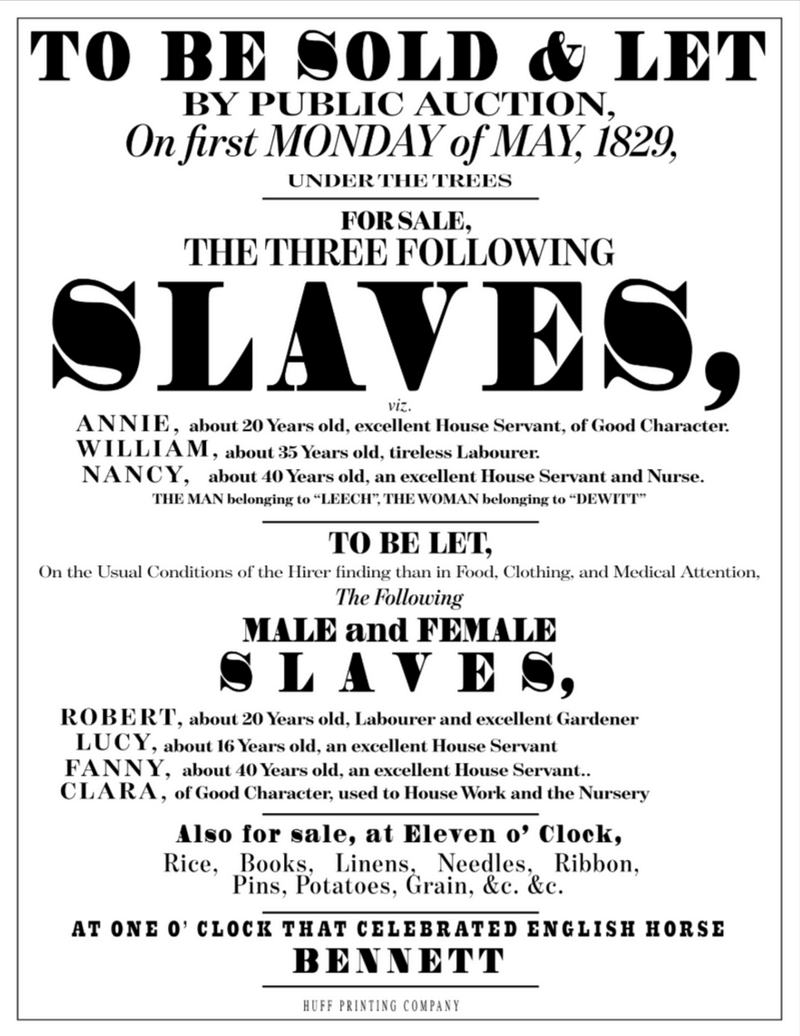 TO BE SOLD & LET
BY PUBLIC AUCTION,
On first MONDAY of MAY, 1829,
UNDER THE TREES
FOR SALE,
THE THREE FOLLOWING
SLAVES,
viz.
ANNIE, about 20 Years old, excellent House Servant, of Good Character.
WILLIAM, about 35 Years old, tireless Labourer.
NANCY, about 40 Years old, an excellent House Servant and Nurse.
THE MAN belonging to “LEECH”, THE WOMAN belonging to “DEWITT”
TO BE LET,
On the Usual Conditions of the Hirer finding than in Food, Clothing, and Medical Attention,
The Following
MALE and FEMALE
SLAVES,
ROBERT, about 20 Years old, Labourer and excellent Gardener
LUCY, about 16 Years old, an excellent House Servant
FANNY, about 40 Years old, an excellent House Servant..
CLARA, of Good Character, used to House Work and the Nursery
Also for sale, at Eleven o’ Clock,
Rice, Books, Linens, Needles, Ribbon,
Pins, Potatoes, Grain, &c. &c.
AT ONE O’ CLOCK THAT CELEBRATED ENGLISH HORSE
BENNETT
HUFF PRINTING COMPANY